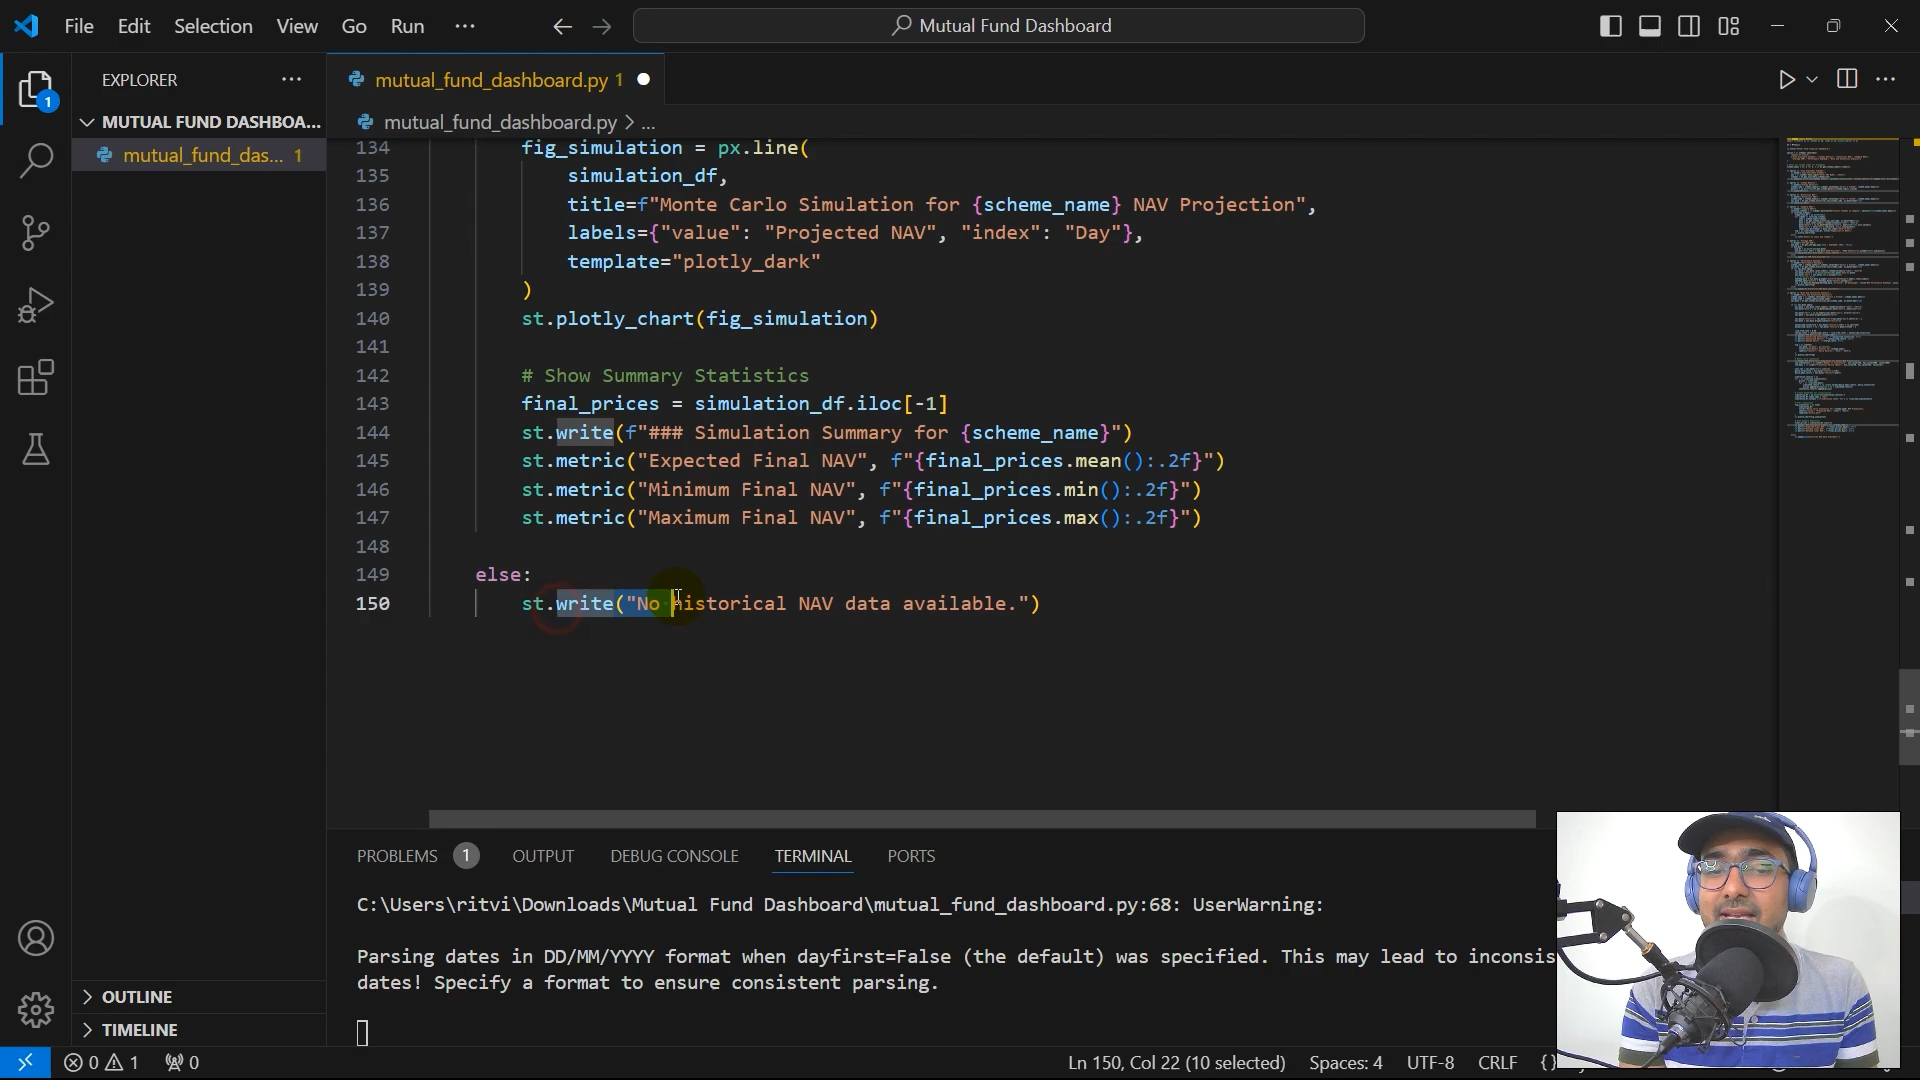 File Edit Selection View Go Run ··· Mutual Fund Dashboard
EXPLORER ···
mutual_fund_dashboard.py 1
MUTUAL FUND DASHBOA...
mutual_fund_dashboard.py > ...
mutual_fund_das... 1
1
134 fig_simulation = px.line(
135 simulation_df,
136 title=f"Monte Carlo Simulation for {scheme_name} NAV Projection",
137 labels={"value": "Projected NAV", "index": "Day"},
138 template="plotly_dark"
139 )
140 st.plotly_chart(fig_simulation)
141
142 # Show Summary Statistics
143 final_prices = simulation_df.iloc[-1]
144 st.write(f"### Simulation Summary for {scheme_name}")
145 st.metric("Expected Final NAV", f"{final_prices.mean():.2f}")
146 st.metric("Minimum Final NAV", f"{final_prices.min():.2f}")
147 st.metric("Maximum Final NAV", f"{final_prices.max():.2f}")
148
149 else:
150 st.write("No historical NAV data available.")
PROBLEMS 1 OUTPUT DEBUG CONSOLE TERMINAL PORTS
C:\Users\ritvi\Downloads\Mutual Fund Dashboard\mutual_fund_dashboard.py:68: UserWarning:
Parsing dates in DD/MM/YYYY format when dayfirst=False (the default) was specified. This may lead to inconsis
dates! Specify a format to ensure consistent parsing.
OUTLINE
TIMELINE
0 1 0 Ln 150, Col 22 (10 selected) Spaces: 4 UTF-8 CRLF {}